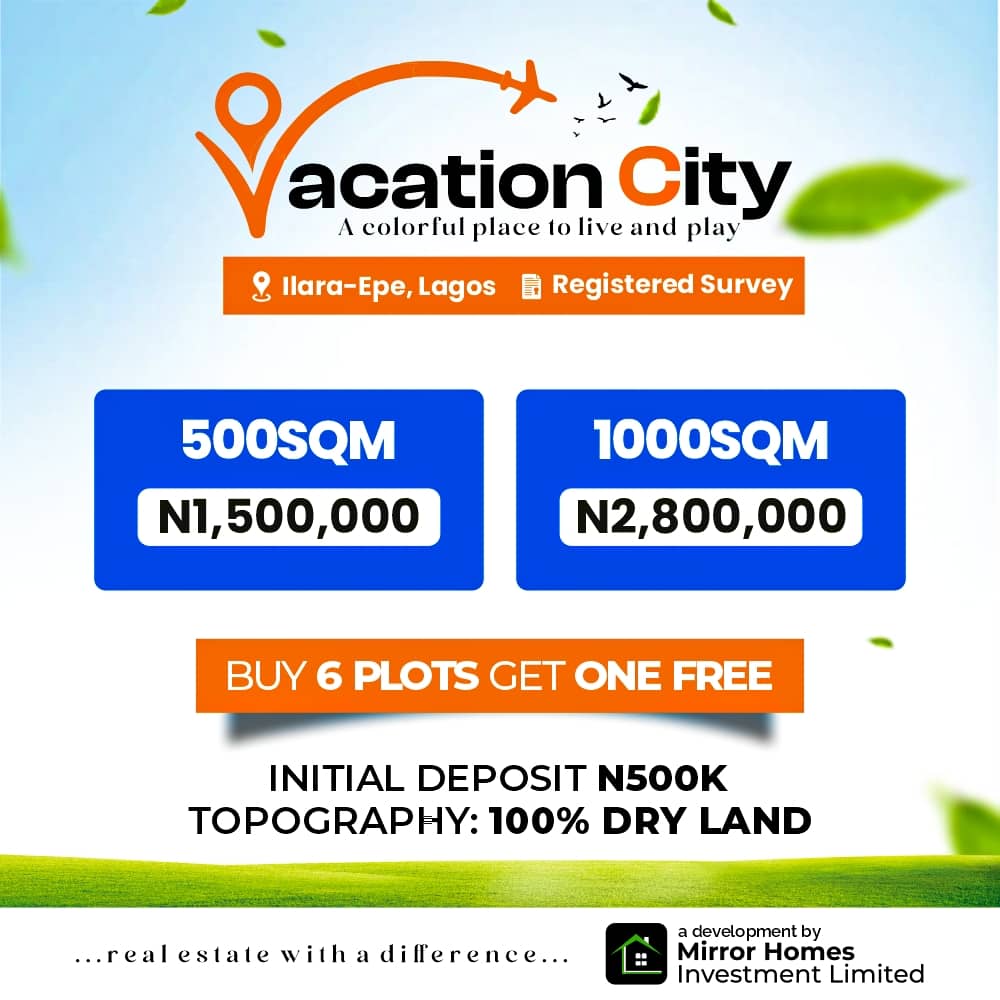 Vacation City
A colorful place to live and play
Ilara-Epe, Lagos Registered Survey
500SQM
N1,500,000
1000SQM
N2,800,000
BUY 6 PLOTS GET ONE FREE
INITIAL DEPOSIT N500K
TOPOGRAPHY: 100% DRY LAND
...real estate with a difference...
a development by
Mirror Homes
Investment Limited